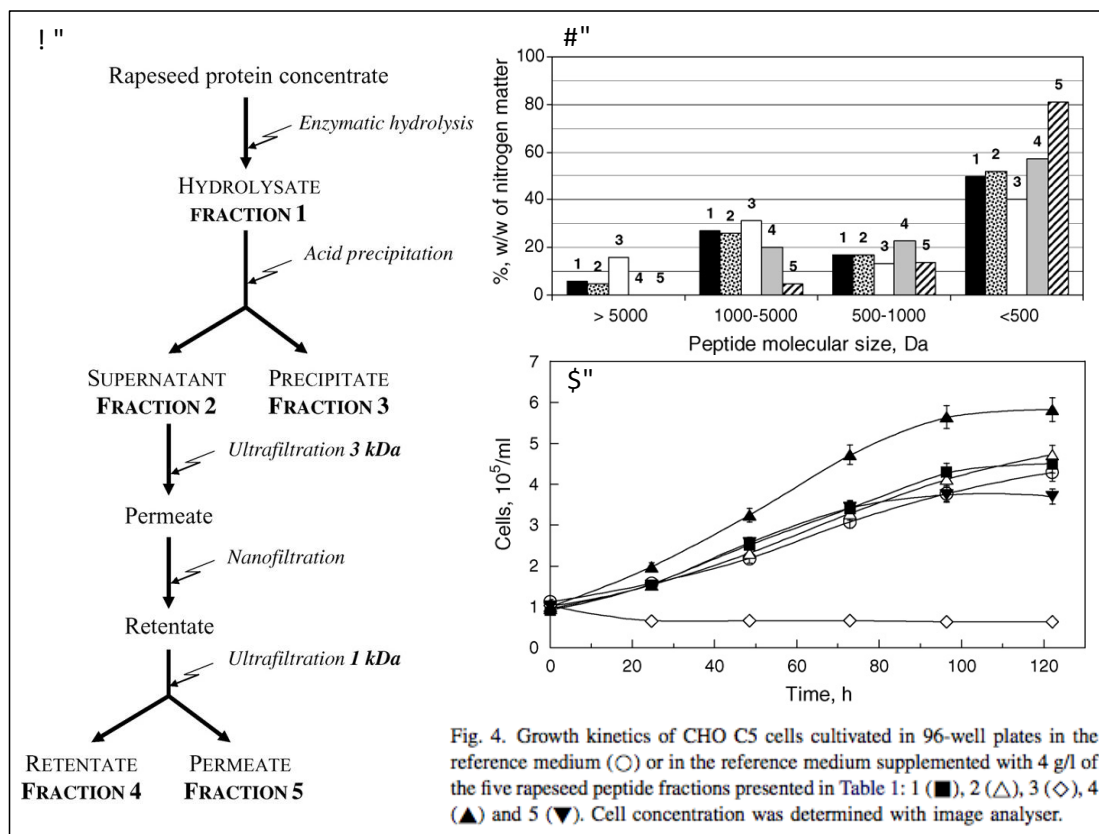 ! "
Rapeseed protein concentrate
Enzymatic hydrolysis
HYDROLYSATE
FRACTION 1
Acid precipitation
SUPERNATANT
FRACTION 2
PRECIPITATE
FRACTION 3
Ultrafiltration 3 kDa
Permeate
Nanofiltration
Retentate
Ultrafiltration 1 kDa
RETENTATE
FRACTION 4
PERMEATE
FRACTION 5
#"
%, w/w of nitrogen matter
100
80
60
40
20
0
1 2 3 4 5
1 2 3 4 5
1 2 3 4 5
1 2 3 4 5
> 5000
1000-5000
500-1000
<500
Peptide molecular size, Da
$"
Cells, 10⁵/ml
7
6
5
4
3
2
1
0
0 20 40 60 80 100 120
Time, h
Fig. 4. Growth kinetics of CHO C5 cells cultivated in 96-well plates in the
reference medium (○) or in the reference medium supplemented with 4 g/l of
the five rapeseed peptide fractions presented in Table 1: 1 (■), 2 (△), 3 (◇), 4
(▲) and 5 (▼). Cell concentration was determined with image analyser.